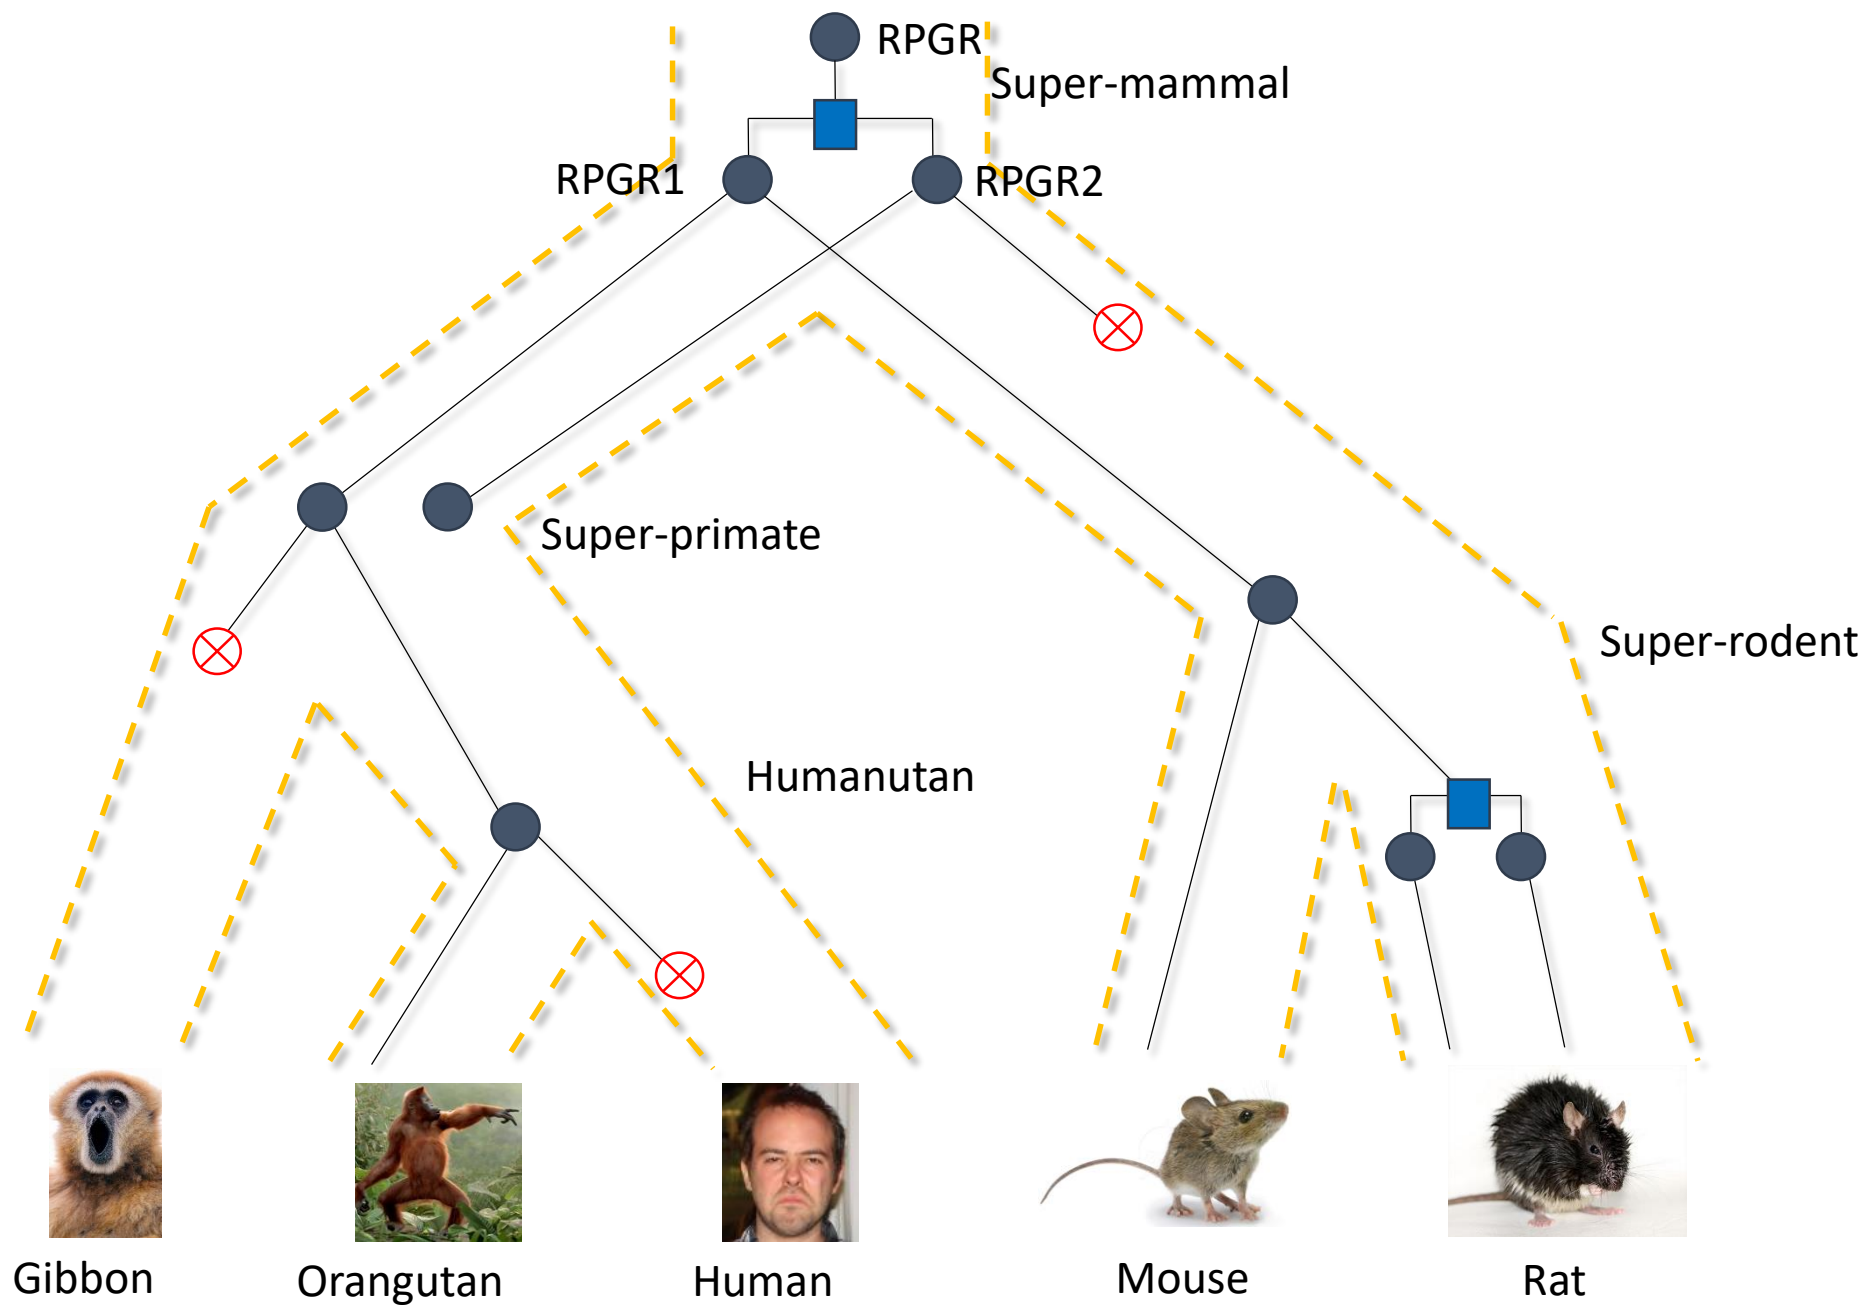 RPGR
Super-mammal
RPGR1
RPGR2
Super-primate
Super-rodent
Humanutan
Gibbon
Orangutan
Human
Mouse
Rat